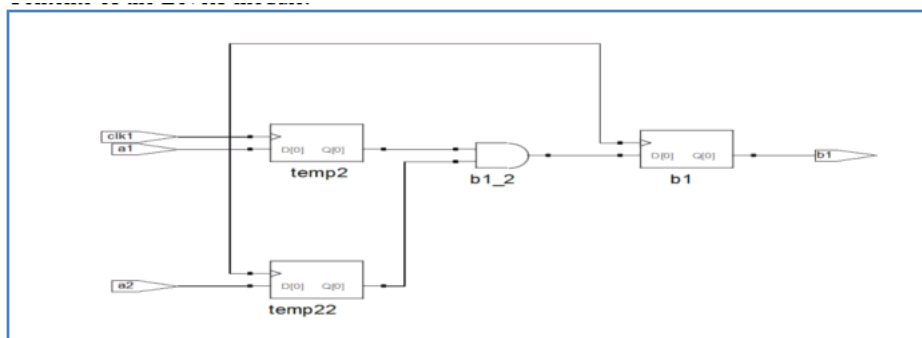 clk1
a1
D[0] Q[0]
temp2
b1_2
D[0] Q[0]
b1
b1
a2
D[0] Q[0]
temp22